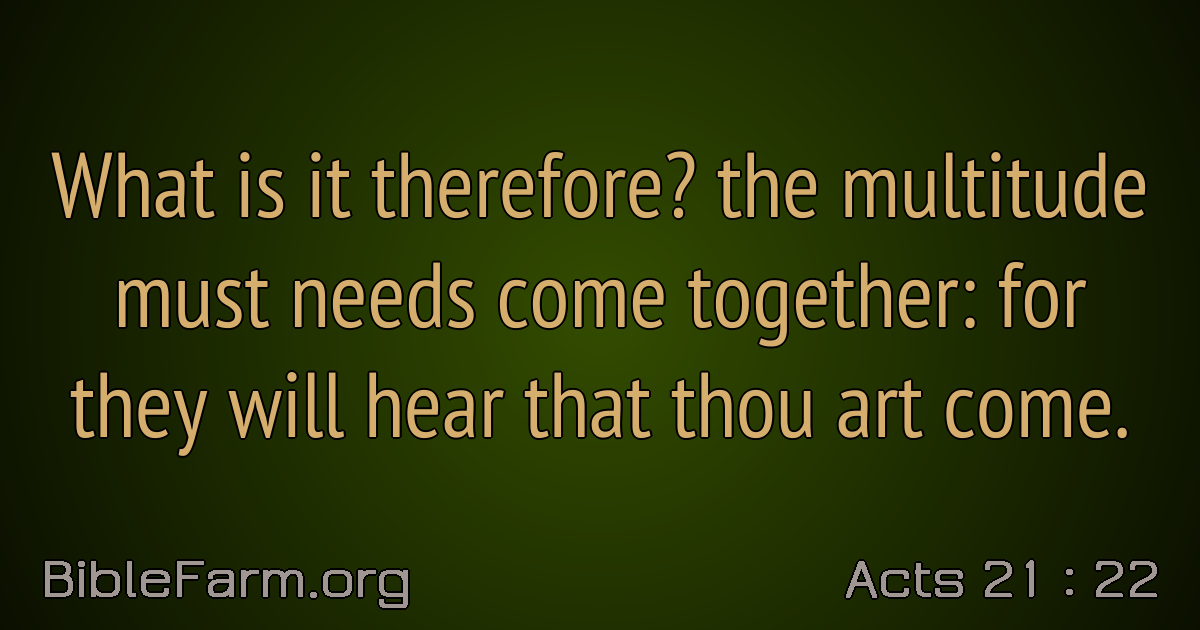 What is it therefore? the multitude
must needs come together: for
they will hear that thou art come.
BibleFarm.org
Acts 21 : 22